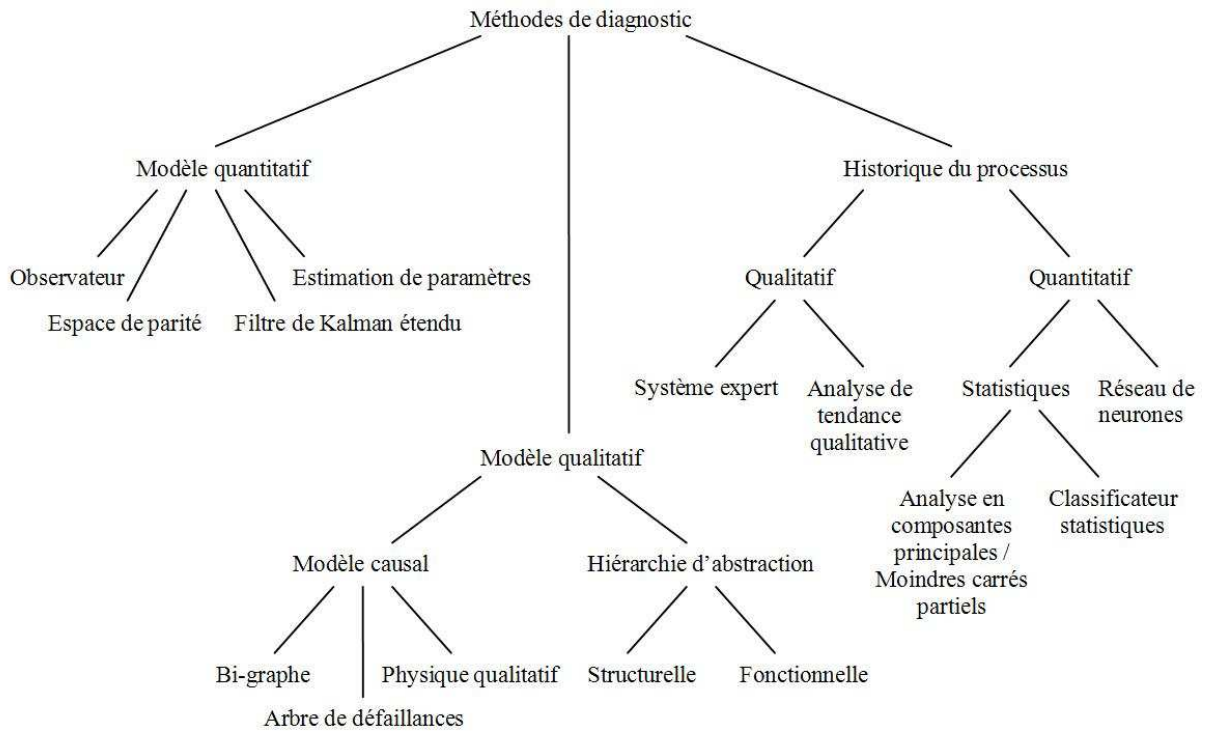 Méthodes de diagnostic
Modèle quantitatif
Historique du processus
Observateur
Estimation de paramètres
Espace de parité
Filtre de Kalman étendu
Qualitatif
Quantitatif
Système expert
Analyse de
tendance
qualitative
Statistiques
Réseau de
neurones
Analyse en
composantes
principales /
Moindres carrés
partiels
Classificateur
statistiques
Modèle qualitatif
Modèle causal
Hiérarchie d'abstraction
Bi-graphe
Physique qualitatif
Arbre de défaillances
Structurelle
Fonctionnelle